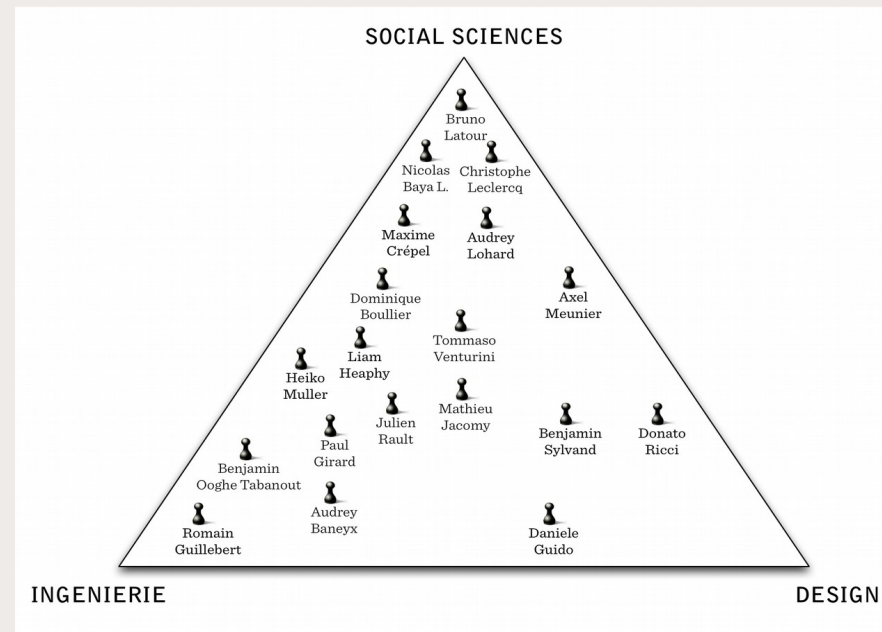 SOCIAL SCIENCES
Bruno
Latour
Nicolas
Baya L.
Christophe
Leclercq
Maxime
Crépel
Audrey
Lohard
Dominique
Boullier
Axel
Meunier
Tommaso
Venturini
Liam
Heaphy
Heiko
Muller
Mathieu
Jacomy
Julien
Rault
Benjamin
Sylvand
Donato
Ricci
Paul
Girard
Benjamin
Ooghe Tabanout
Audrey
Baneyx
Romain
Guillebert
Daniele
Guido
INGENIERIE
DESIGN